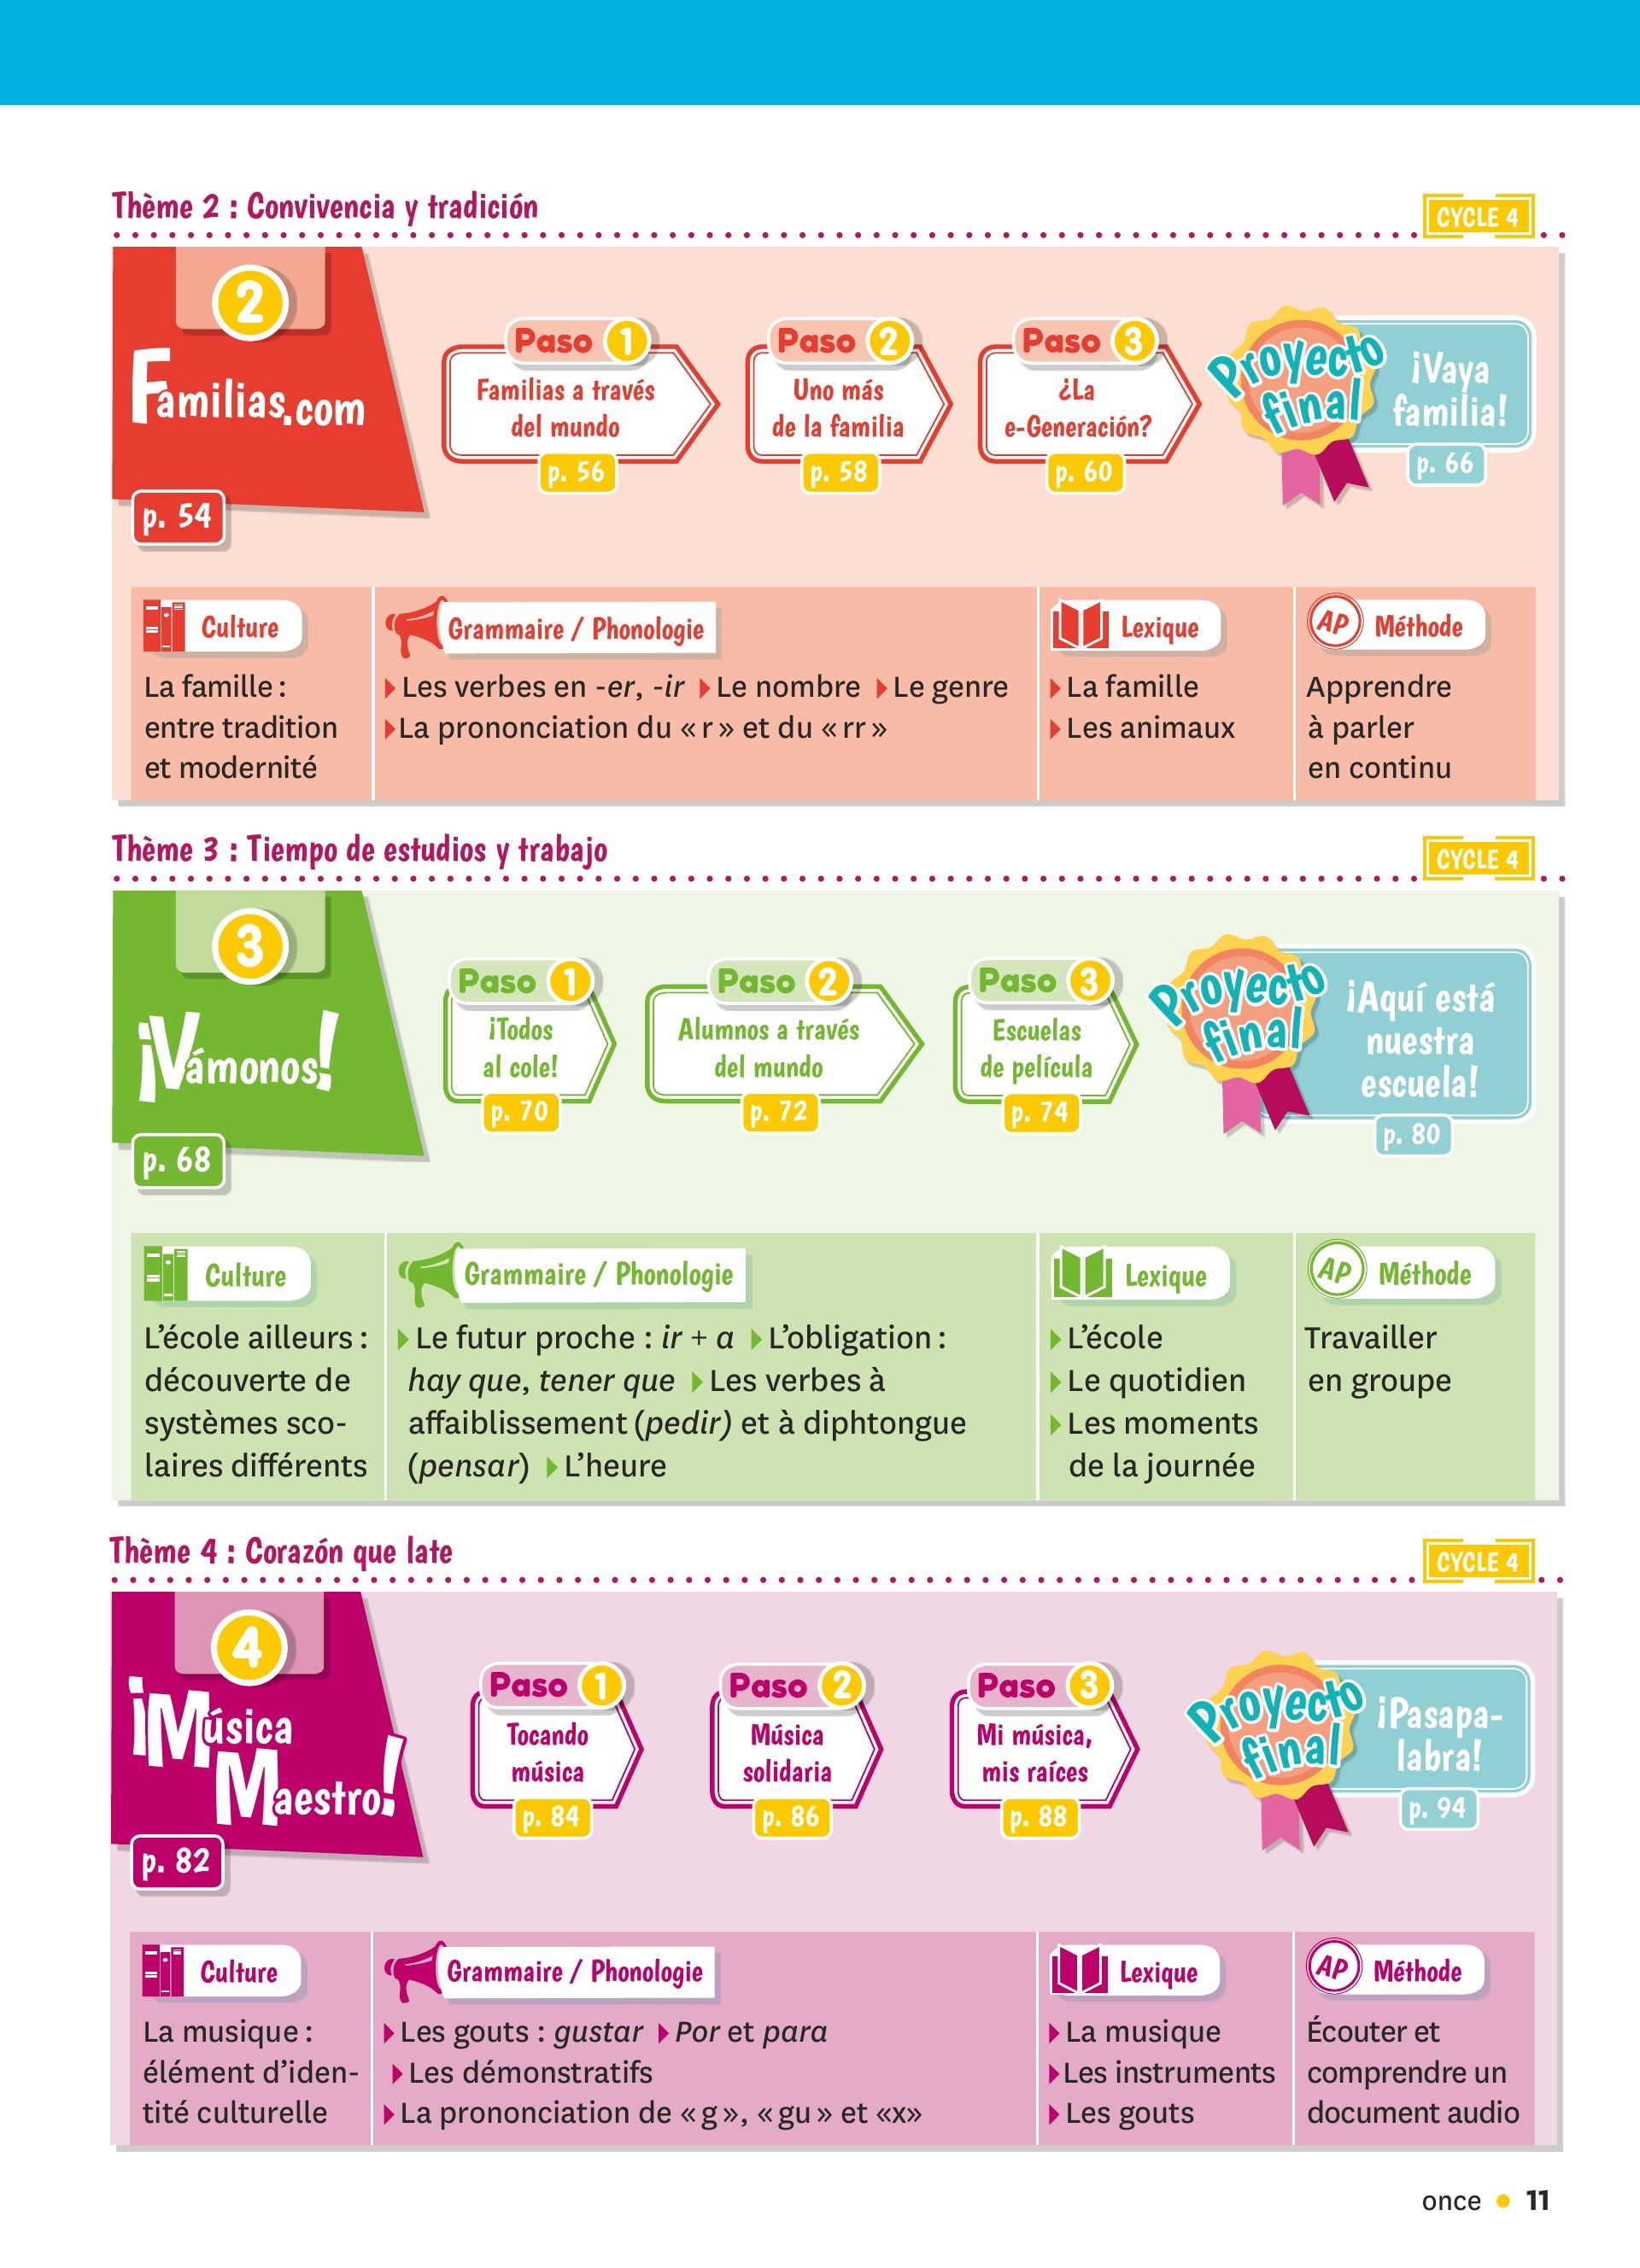 Thème 2 : Convivencia y tradición
CYCLE 4
2
Familias.com
p. 54
Paso 1
Familias a través
del mundo
p. 56
Paso 2
Uno más
de la familia
p. 58
Paso 3
¿La
e-Generación?
p. 60
Proyecto
final
¡Vaya
familia!
p. 66
Culture
La famille :
entre tradition
et modernité
Grammaire / Phonologie
Les verbes en -er, -ir Le nombre Le genre
La prononciation du « r » et du « rr »
Lexique
La famille
Les animaux
AP Méthode
Apprendre
à parler
en continu
Thème 3 : Tiempo de estudios y trabajo
CYCLE 4
3
¡Vámonos!
p. 68
Paso 1
¡Todos
al cole!
p. 70
Paso 2
Alumnos a través
del mundo
p. 72
Paso 3
Escuelas
de película
p. 74
Proyecto
final
¡Aquí está
nuestra
escuela!
p. 80
Culture
L'école ailleurs :
découverte de
systèmes sco-
laires différents
Grammaire / Phonologie
Le futur proche : ir + a L'obligation :
hay que, tener que Les verbes à
affaiblissement (pedir) et à diphtongue
(pensar) L'heure
Lexique
L'école
Le quotidien
Les moments
de la journée
AP Méthode
Travailler
en groupe
Thème 4 : Corazón que late
CYCLE 4
4
¡Música
Maestro!
p. 82
Paso 1
Tocando
música
p. 84
Paso 2
Música
solidaria
p. 86
Paso 3
Mi música,
mis raíces
p. 88
Proyecto
final
¡Pasapa-
labra!
p. 94
Culture
La musique :
élément d'iden-
tité culturelle
Grammaire / Phonologie
Les gouts : gustar Por et para
Les démonstratifs
La prononciation de « g », « gu » et «x»
Lexique
La musique
Les instruments
Les gouts
AP Méthode
Écouter et
comprendre un
document audio
once • 11